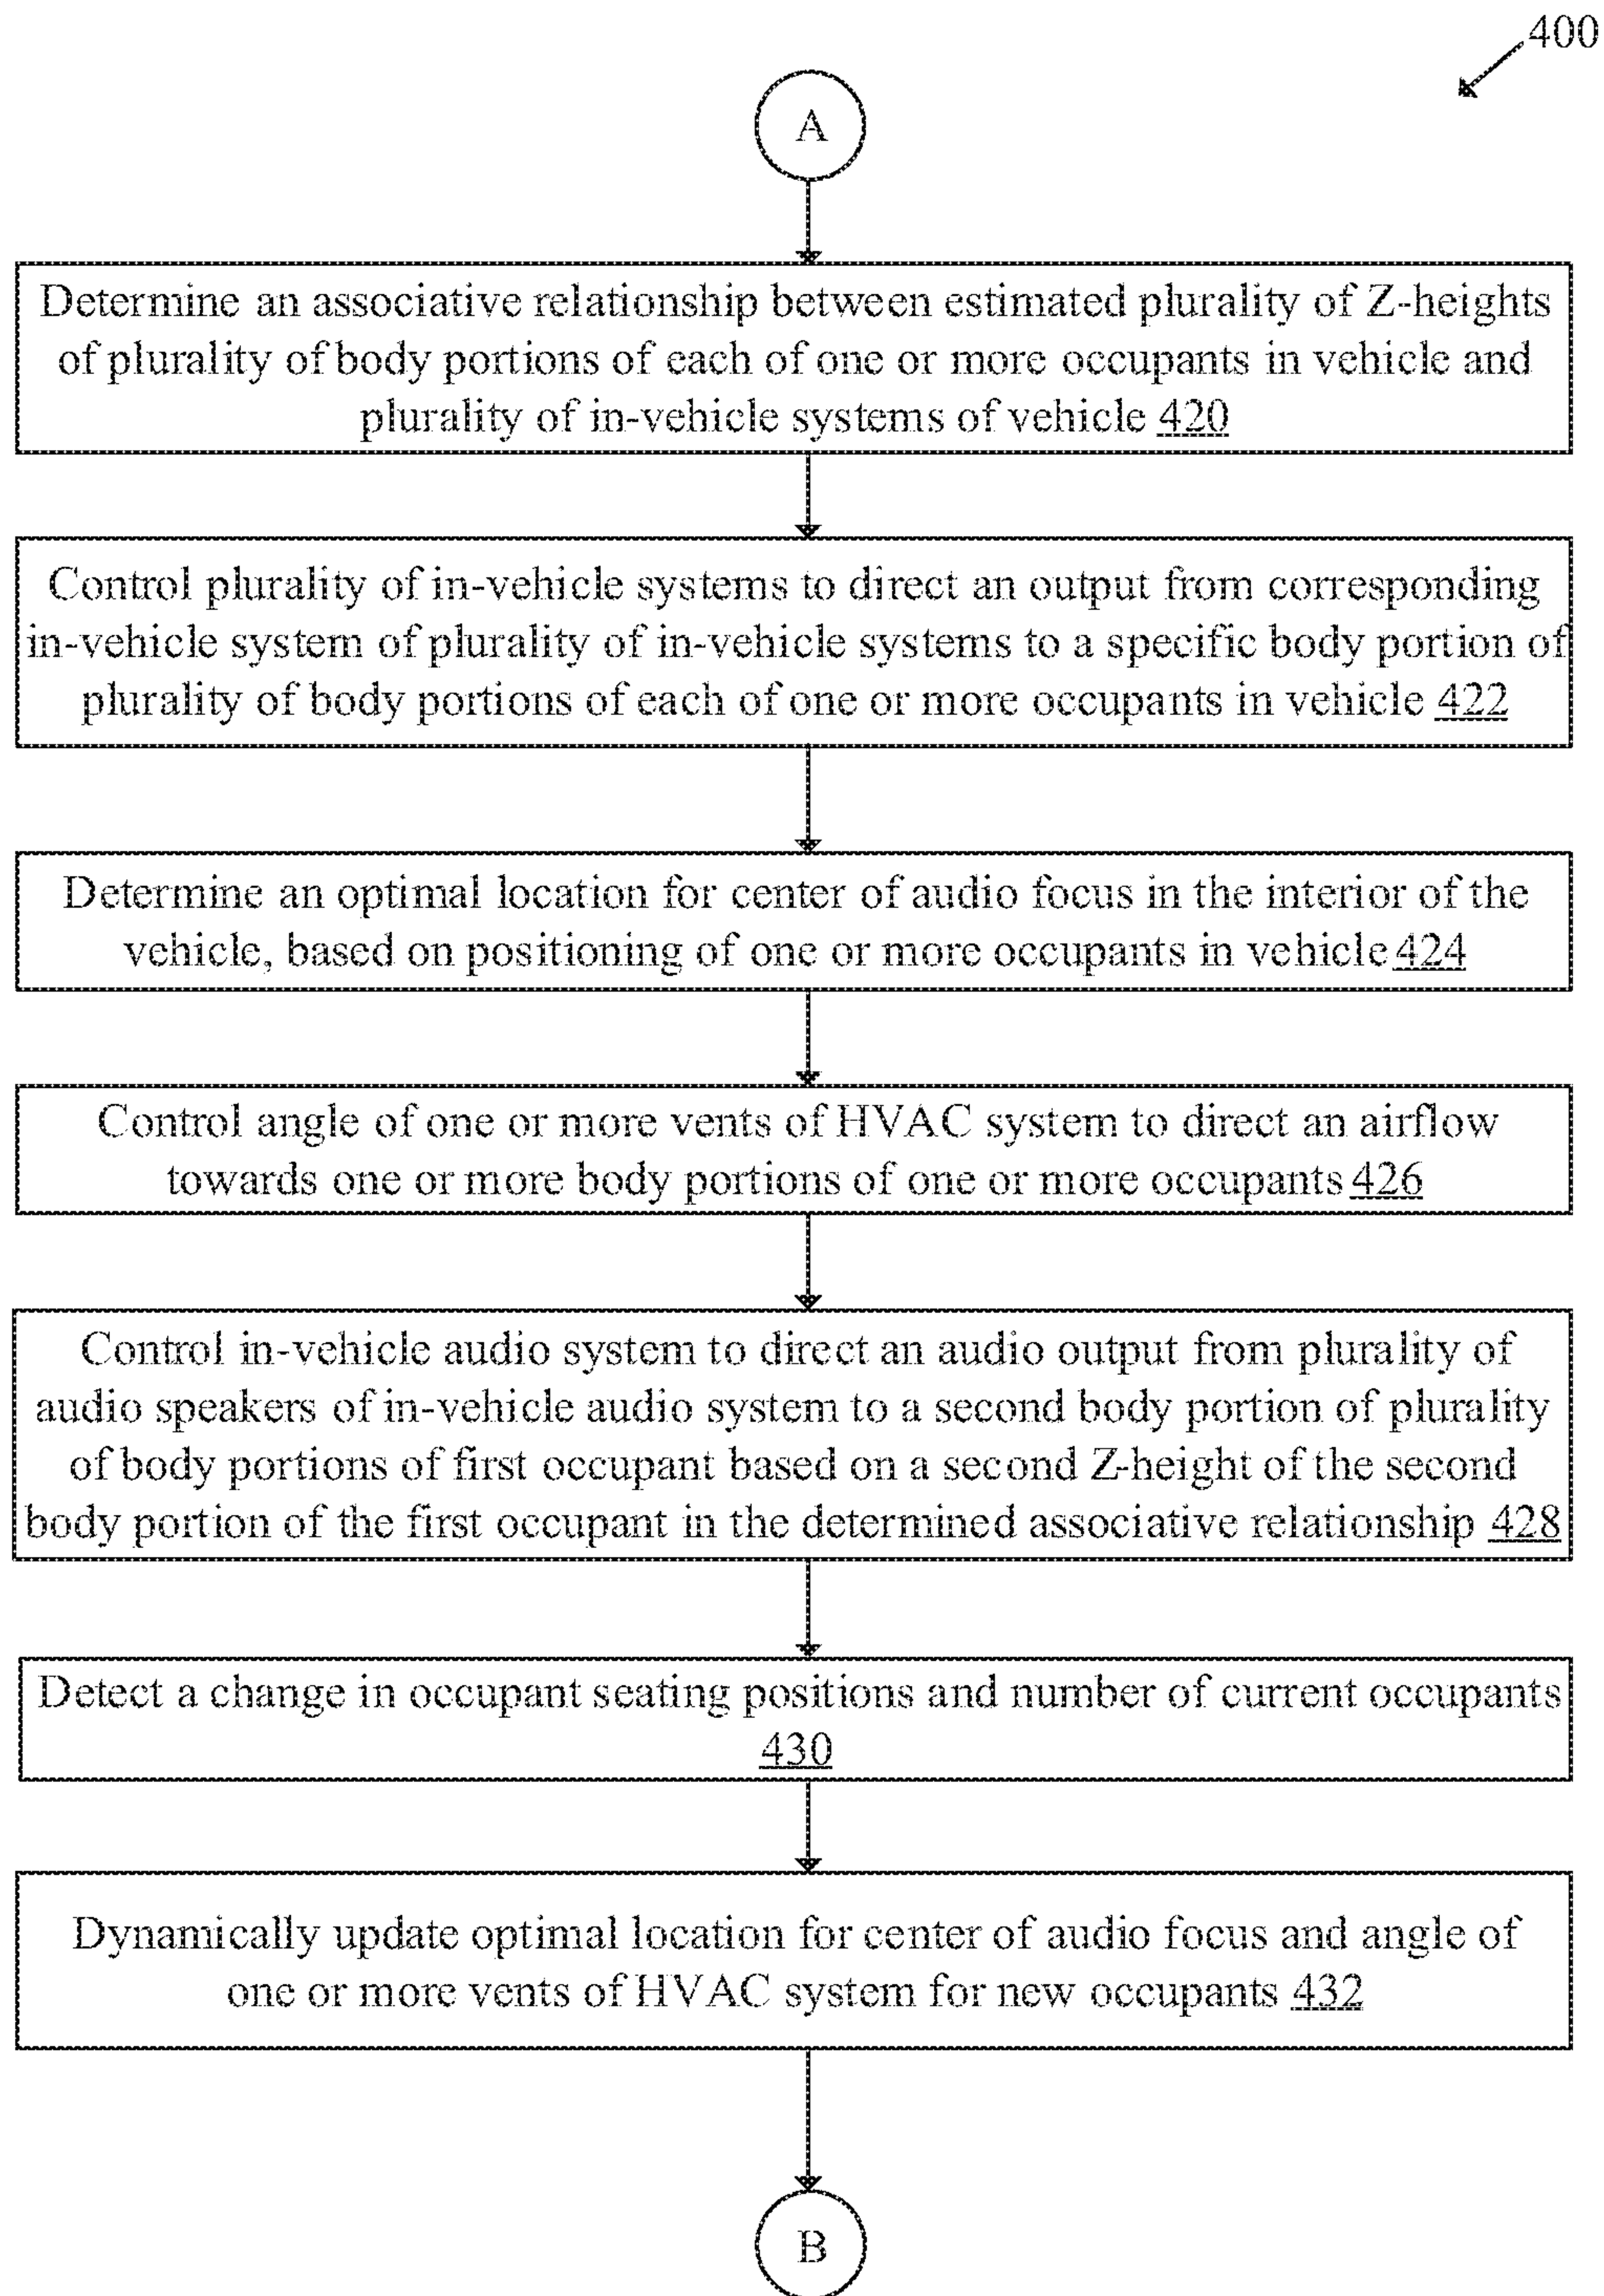 400
A
Determine an associative relationship between estimated plurality of Z-heights
of plurality of body portions of each of one or more occupants in vehicle and
plurality of in-vehicle systems of vehicle 420
Control plurality of in-vehicle systems to direct an output from corresponding
in-vehicle system of plurality of in-vehicle systems to a specific body portion of
plurality of body portions of each of one or more occupants in vehicle 422
Determine an optimal location for center of audio focus in the interior of the
vehicle, based on positioning of one or more occupants in vehicle 424
Control angle of one or more vents of HVAC system to direct an airflow
towards one or more body portions of one or more occupants 426
Control in-vehicle audio system to direct an audio output from plurality of
audio speakers of in-vehicle audio system to a second body portion of plurality
of body portions of first occupant based on a second Z-height of the second
body portion of the first occupant in the determined associative relationship 428
Detect a change in occupant seating positions and number of current occupants
430
Dynamically update optimal location for center of audio focus and angle of
one or more vents of HVAC system for new occupants 432
B